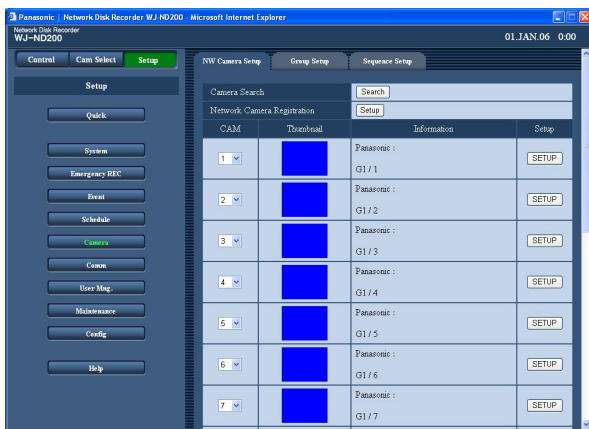 Panasonic | Network Disk Recorder WJ-ND200 - Microsoft Internet Explorer
Network Disk Recorder
WJ-ND200
01.JAN.06 0:00
Control Cam Select Setup
Setup
Quick
System
Emergency REC
Event
Schedule
Camera
Comm
User Mng.
Maintenance
Config
Help
NW Camera Setup Group Setup Sequence Setup
Camera Search Search
Network Camera Registration Setup
CAM Thumbnail Information Setup
Panasonic :
1 SETUP
G1 / 1
Panasonic :
2 SETUP
G1 / 2
Panasonic :
3 SETUP
G1 / 3
Panasonic :
4 SETUP
G1 / 4
Panasonic :
5 SETUP
G1 / 5
Panasonic :
6 SETUP
G1 / 6
Panasonic :
7 SETUP
G1 / 7